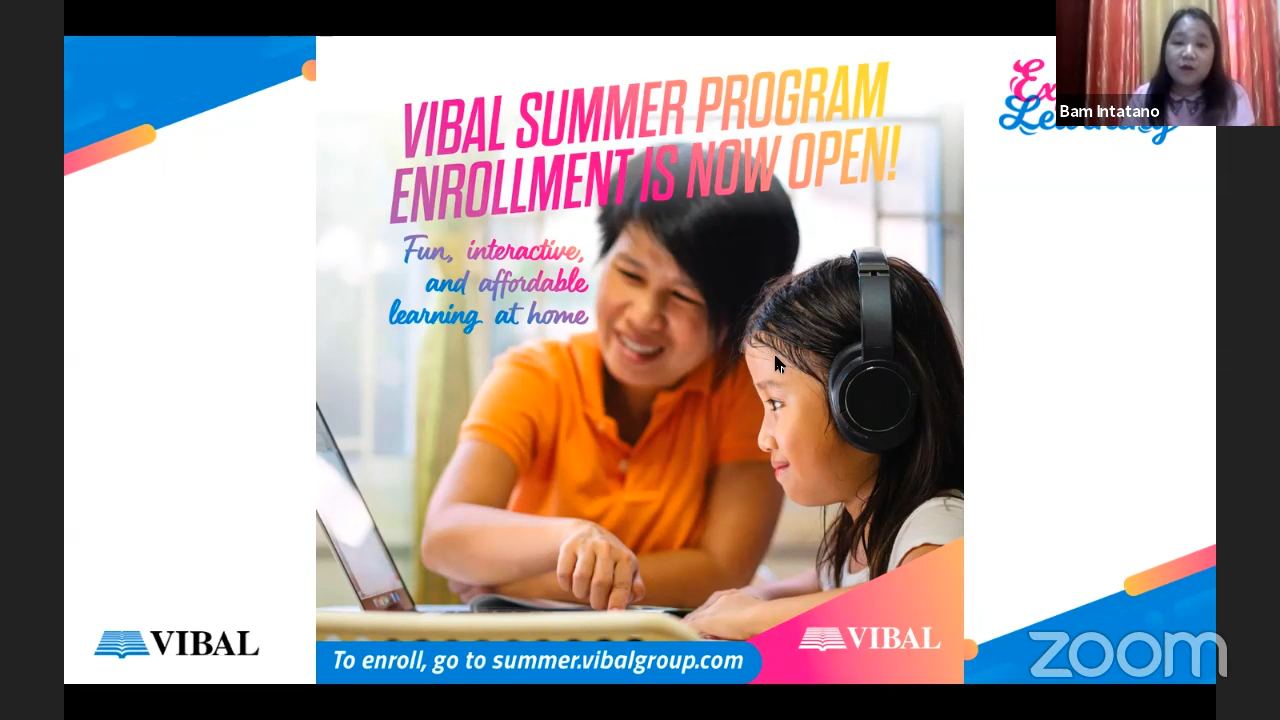 VIBAL SUMMER PROGRAM
ENROLLMENT IS NOW OPEN!
Fun, interactive,
and affordable
learning at home
Learning
Bam Intatano
VIBAL
VIBAL
To enroll, go to summer.vibalgroup.com
zoom